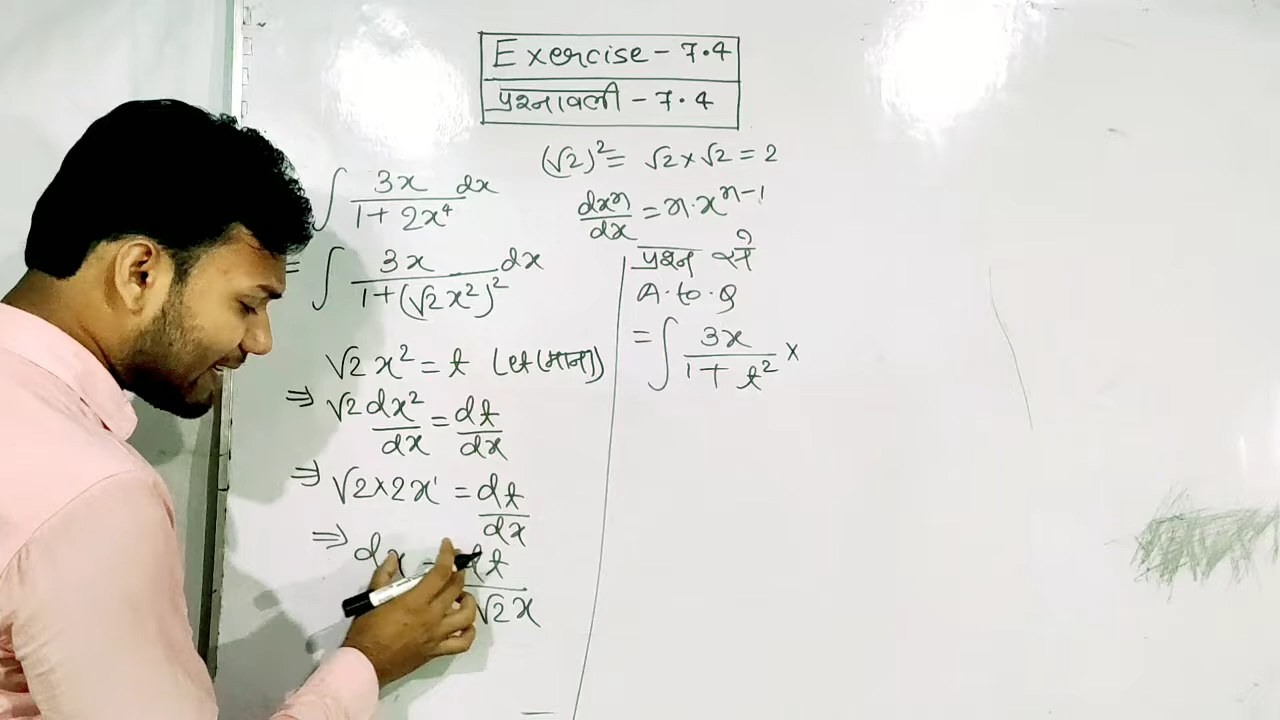 Exercise - 7.4
प्रश्नावली - 7.4
(√2)² = √2×√2 = 2
dxⁿ/dx = n·xⁿ⁻¹
∫ 3x/(1+2x⁴) dx
= ∫ 3x/(1+(√2x²)²) dx
√2 x² = t Let (माना)
⇒ √2 dx²/dx = dt/dx
⇒ √2×2x¹ = dt/dx
⇒ dx = dt/√2x
प्रश्न से
A.to.Q
= ∫ 3x/(1+t²) ×